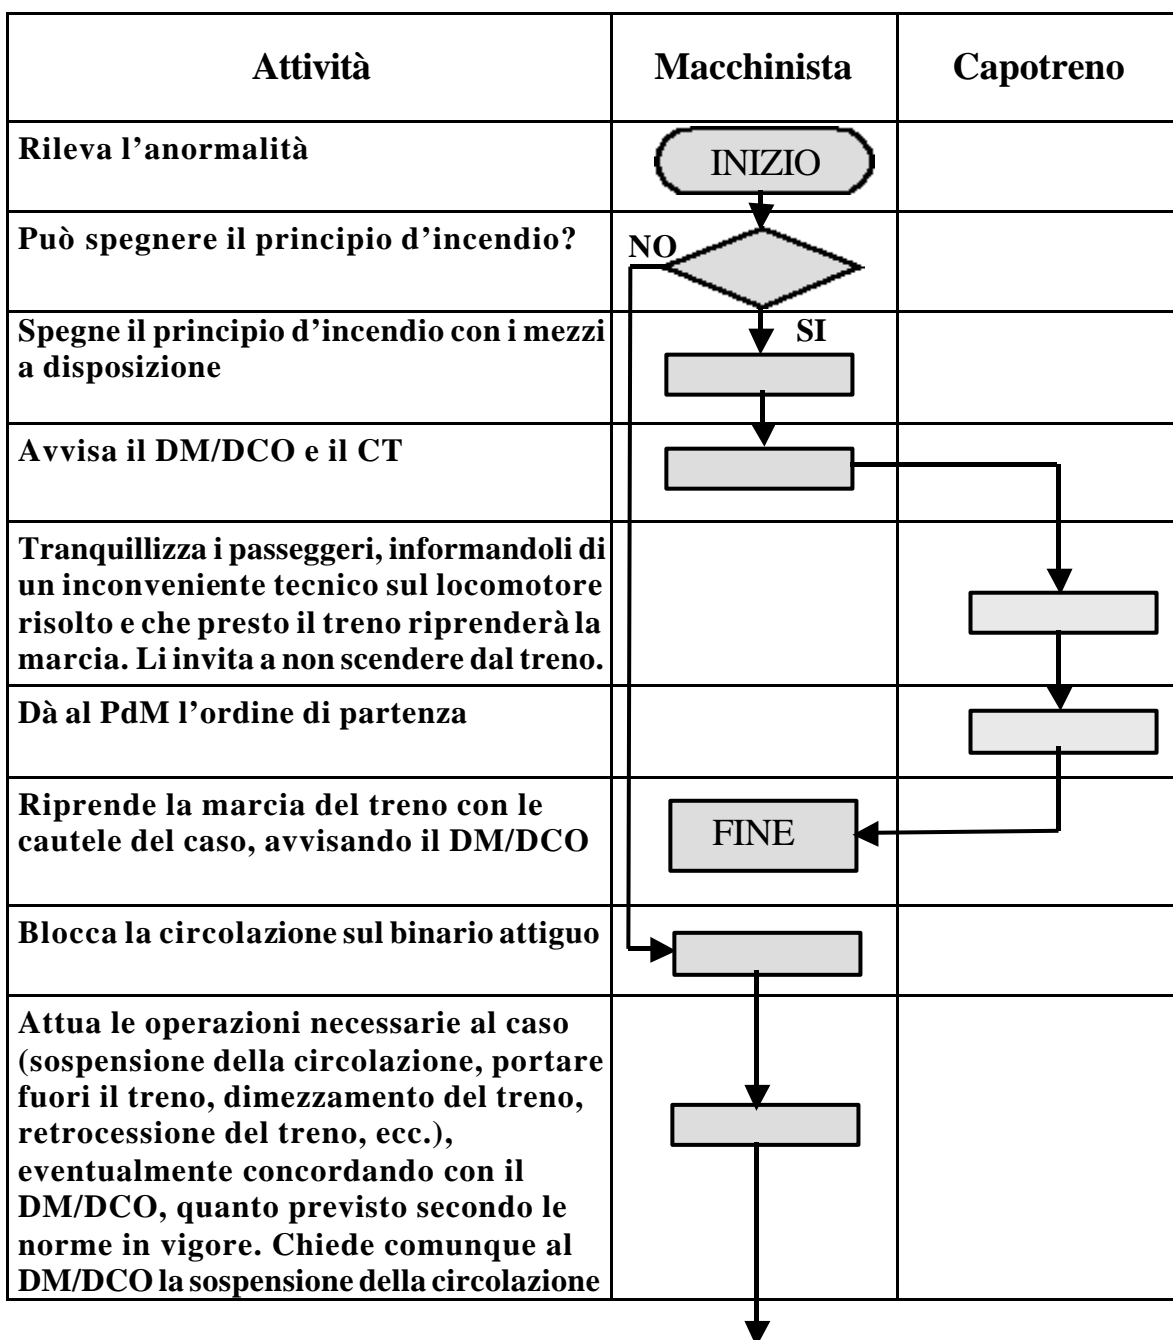 Attività Macchinista Capotreno
Rileva l’anormalità
INIZIO
Può spegnere il principio d’incendio?
NO
Spegne il principio d’incendio con i mezzi
a disposizione
SI
Avvisa il DM/DCO e il CT
Tranquillizza i passeggeri, informandoli di
un inconveniente tecnico sul locomotore
risolto e che presto il treno riprenderà la
marcia. Li invita a non scendere dal treno.
Dà al PdM l’ordine di partenza
Riprende la marcia del treno con le
cautele del caso, avvisando il DM/DCO
FINE
Blocca la circolazione sul binario attiguo
Attua le operazioni necessarie al caso
(sospensione della circolazione, portare
fuori il treno, dimezzamento del treno,
retrocessione del treno, ecc.),
eventualmente concordando con il
DM/DCO, quanto previsto secondo le
norme in vigore. Chiede comunque al
DM/DCO la sospensione della circolazione